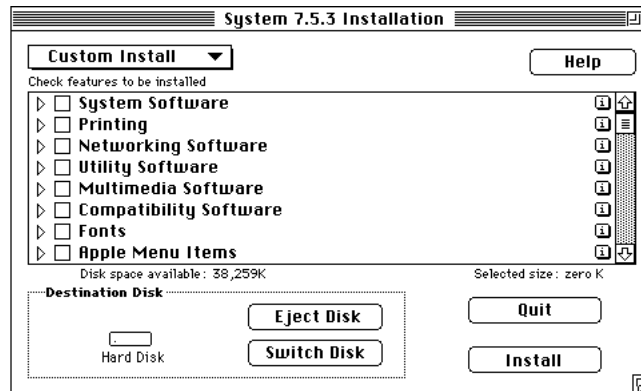 System 7.5.3 Installation
Custom Install
Help
Check features to be installed
System Software
Printing
Networking Software
Utility Software
Multimedia Software
Compatibility Software
Fonts
Apple Menu Items
Disk space available: 38,259K
Selected size: zero K
Destination Disk
Eject Disk
Quit
Hard Disk
Switch Disk
Install